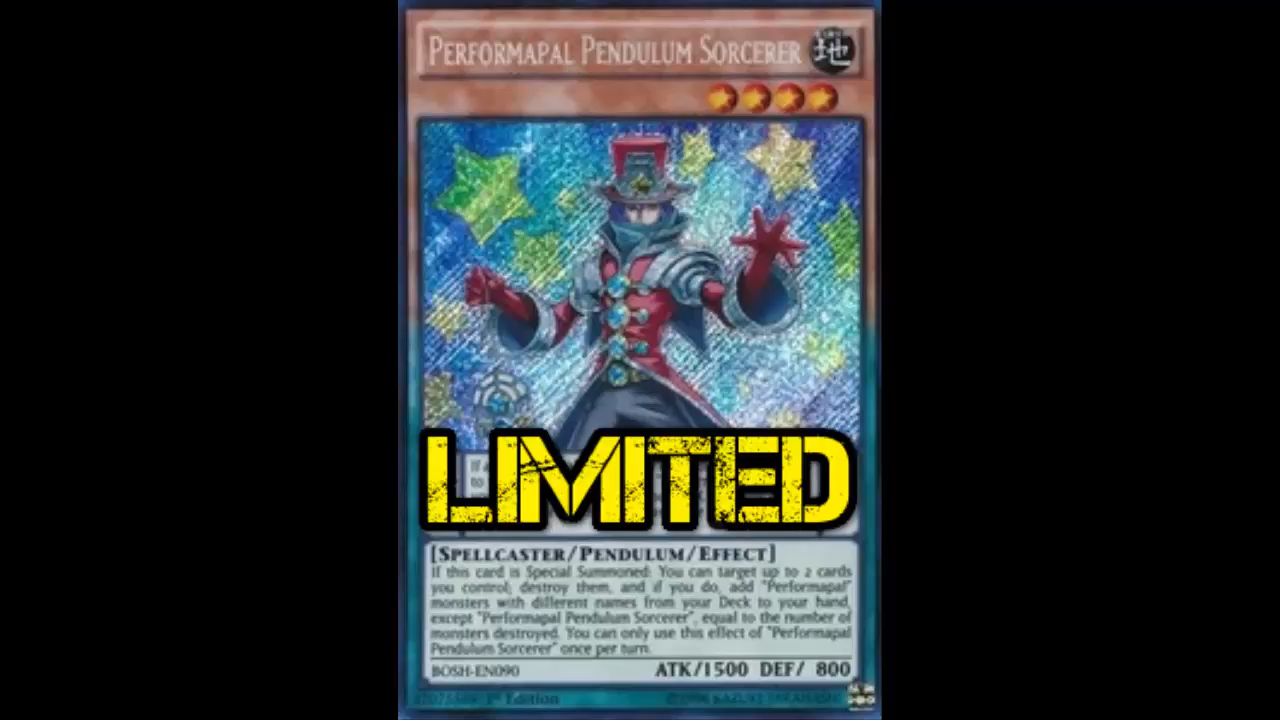 PERFORMAPAL PENDULUM SORCERER 地
LIMITED
[SPELLCASTER/PENDULUM/EFFECT]
If this card is Special Summoned: You can target up to 2 cards
you control; destroy them, and if you do, add "Performapal"
monsters with different names from your Deck to your hand,
except "Performapal Pendulum Sorcerer", equal to the number of
monsters destroyed. You can only use this effect of "Performapal
Pendulum Sorcerer" once per turn.
BOSH-EN090 ATK/1500 DEF/ 800
1st Edition